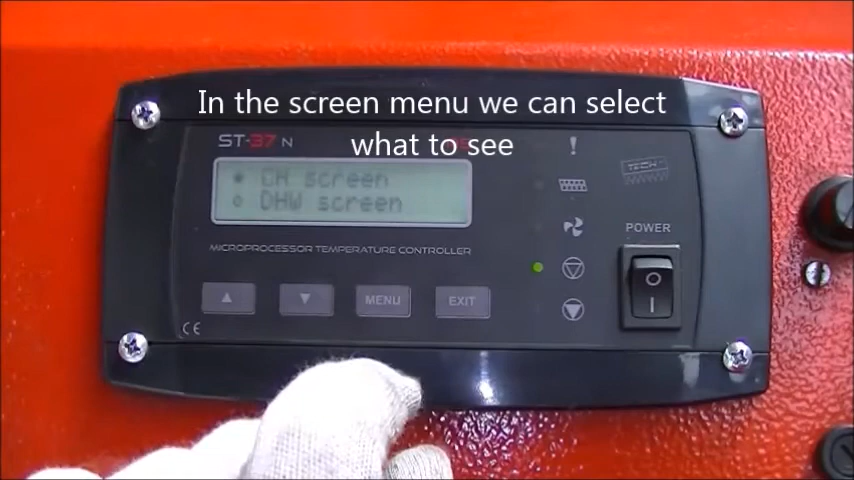 In the screen menu we can select
what to see
ST-37 N
TECH
CH screen
DHW screen
POWER
MICROPROCESSOR TEMPERATURE CONTROLLER
MENU
EXIT
CE